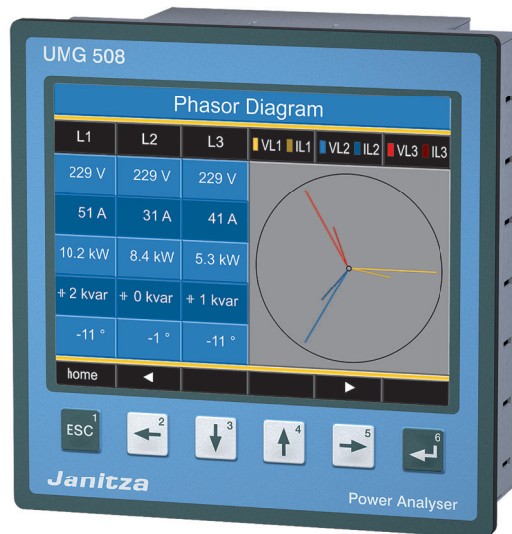 UMG 508
Phasor Diagram
L1 L2 L3 VL1 IL1 VL2 IL2 VL3 IL3
229 V 229 V 229 V
51 A 31 A 41 A
10.2 kW 8.4 kW 5.3 kW
⧺ 2 kvar ⧺ 0 kvar ⧺ 1 kvar
-11 ° -1 ° -11 °
home ◄ ►
ESC 1 ← 2 ↓ 3 ↑ 4 → 5 ↵ 6
Janitza
Power Analyser